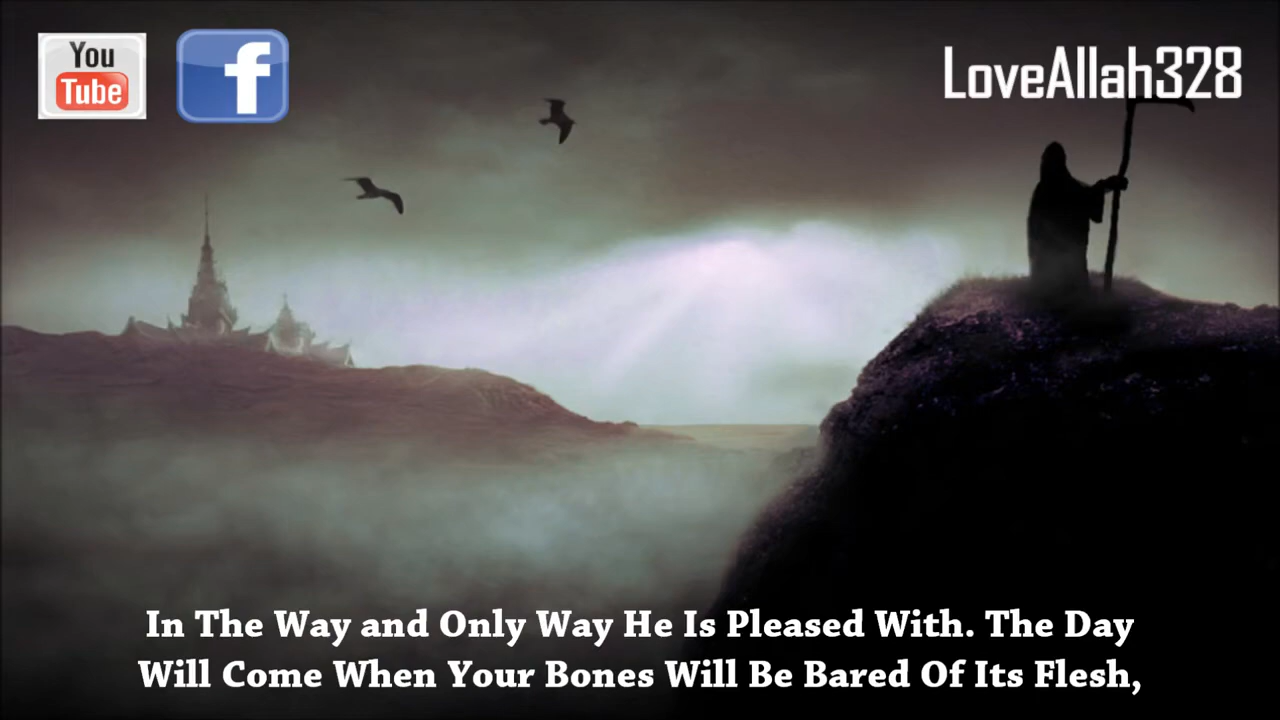 You
Tube
f
LoveAllah328
In The Way and Only Way He Is Pleased With. The Day
Will Come When Your Bones Will Be Bared Of Its Flesh,